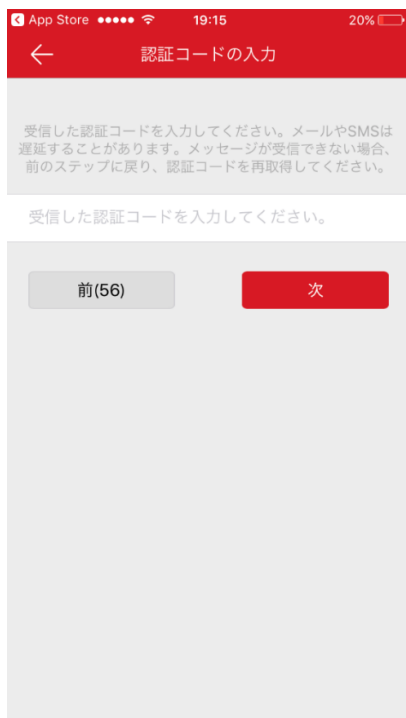 App Store 19:15 20%
認証コードの入力
受信した認証コードを入力してください。メールやSMSは
遅延することがあります。メッセージが受信できない場合、
前のステップに戻り、認証コードを再取得してください。
受信した認証コードを入力してください。
前(56) 次